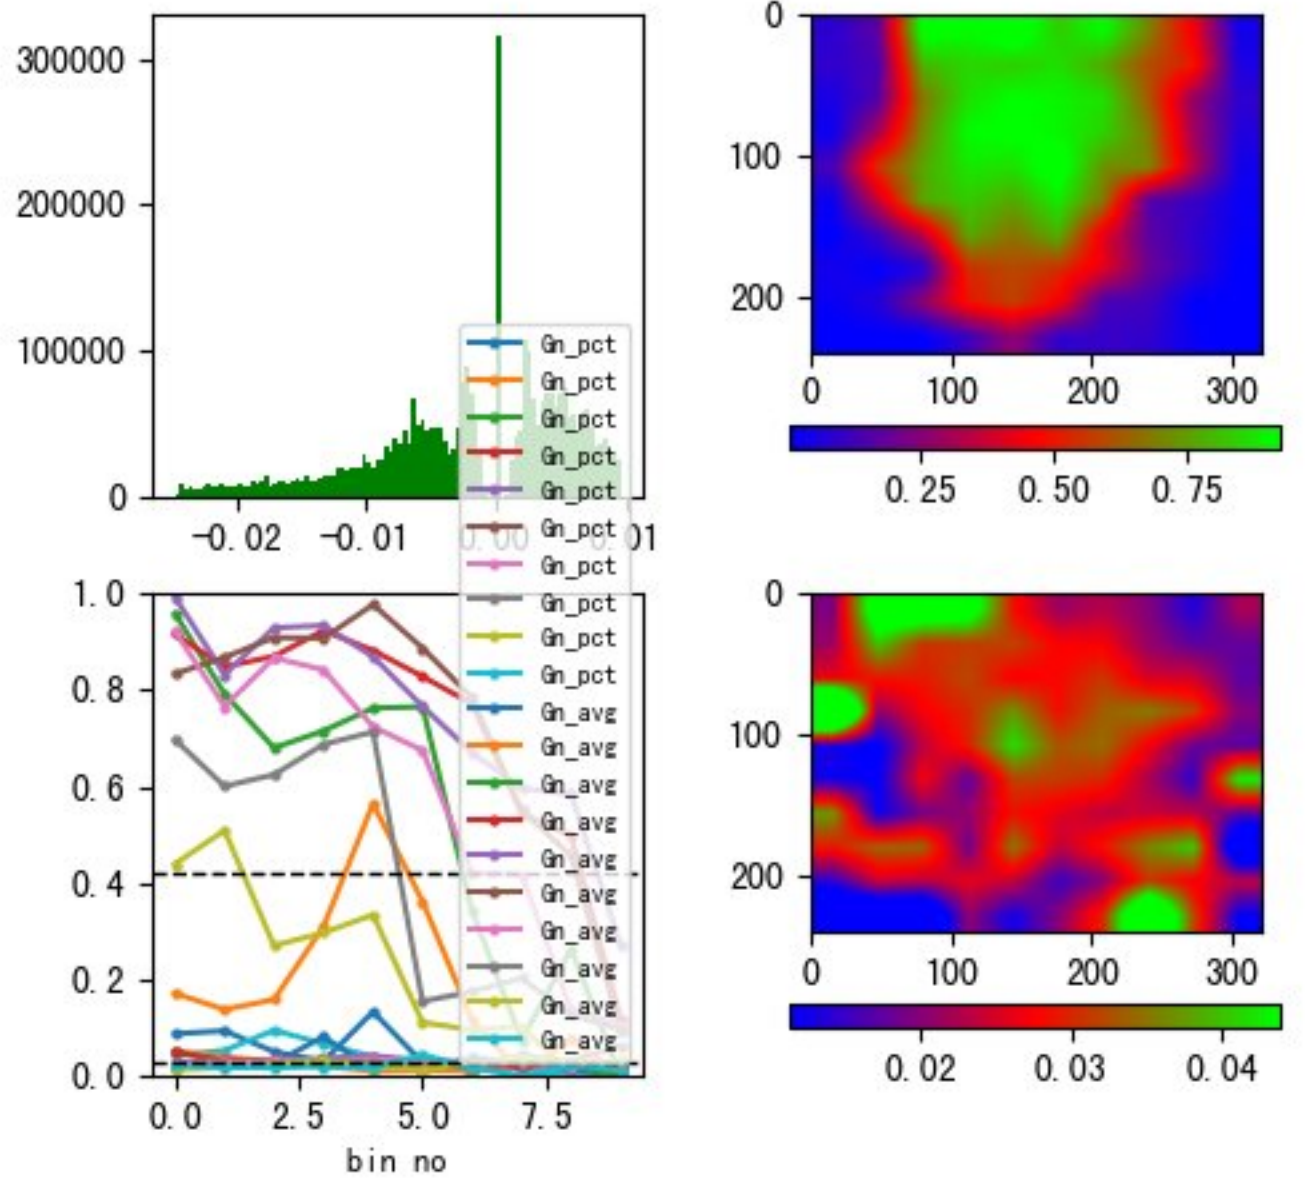 300000
200000
100000
0
-0.02 -0.01 0.00 0.01
0
100
200
0 100 200 300
0.25 0.50 0.75
Gn_pct
Gn_pct
Gn_pct
Gn_pct
Gn_pct
Gn_pct
Gn_pct
Gn_pct
Gn_pct
Gn_pct
Gn_avg
Gn_avg
Gn_avg
Gn_avg
Gn_avg
Gn_avg
Gn_avg
Gn_avg
Gn_avg
Gn_avg
1.0
0.8
0.6
0.4
0.2
0.0
0.0 2.5 5.0 7.5
bin no
0
100
200
0 100 200 300
0.02 0.03 0.04